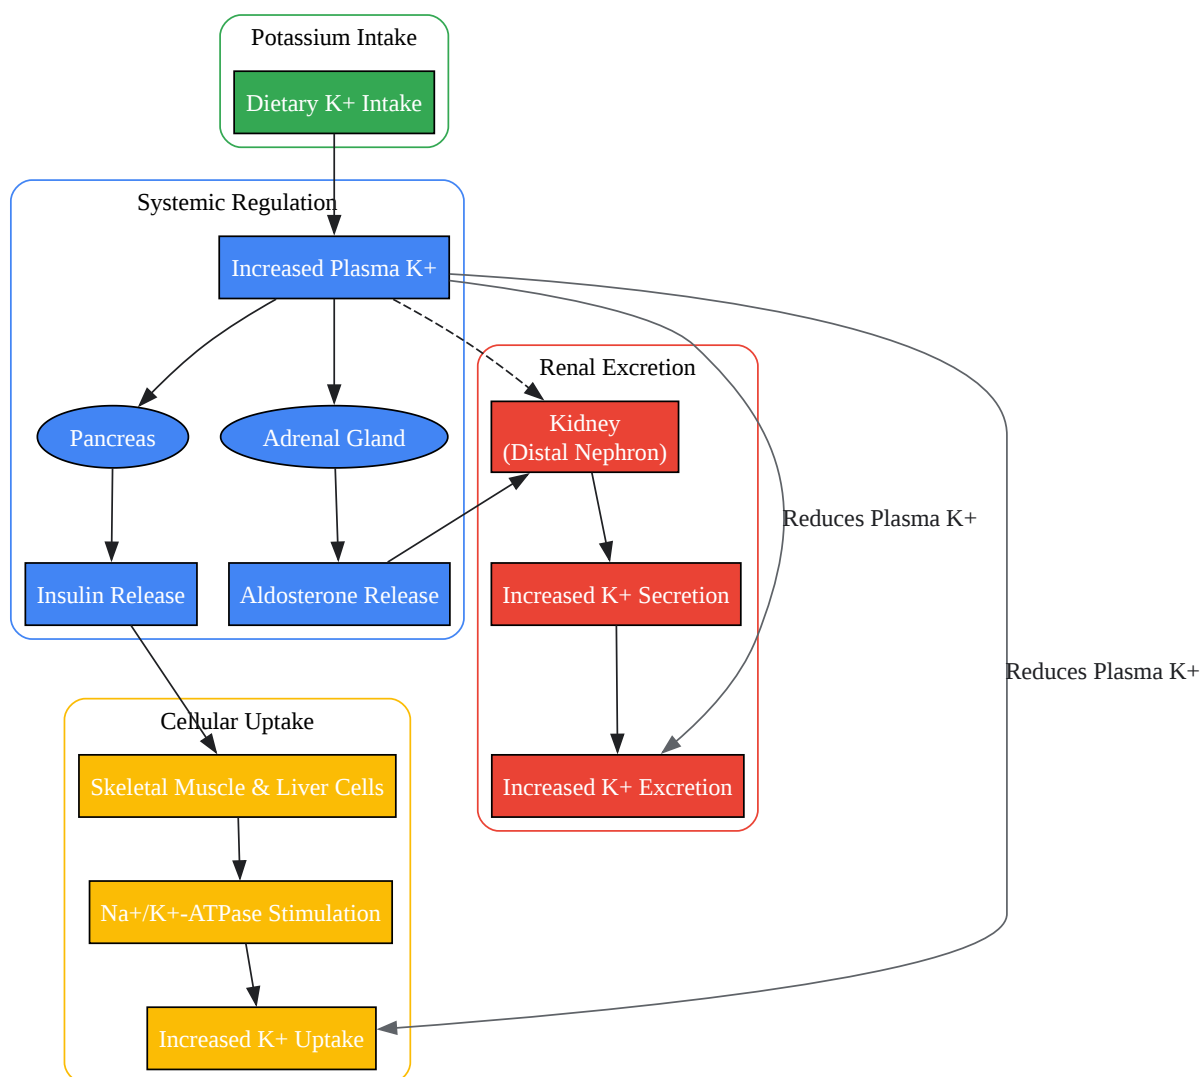 Potassium Intake
Dietary K+ Intake
Systemic Regulation
Increased Plasma K+
Renal Excretion
Kidney
(Distal Nephron)
Pancreas
Adrenal Gland
Reduces Plasma K+
Insulin Release
Aldosterone Release
Increased K+ Secretion
Reduces Plasma K+
Cellular Uptake
Skeletal Muscle & Liver Cells
Increased K+ Excretion
Na+/K+-ATPase Stimulation
Increased K+ Uptake